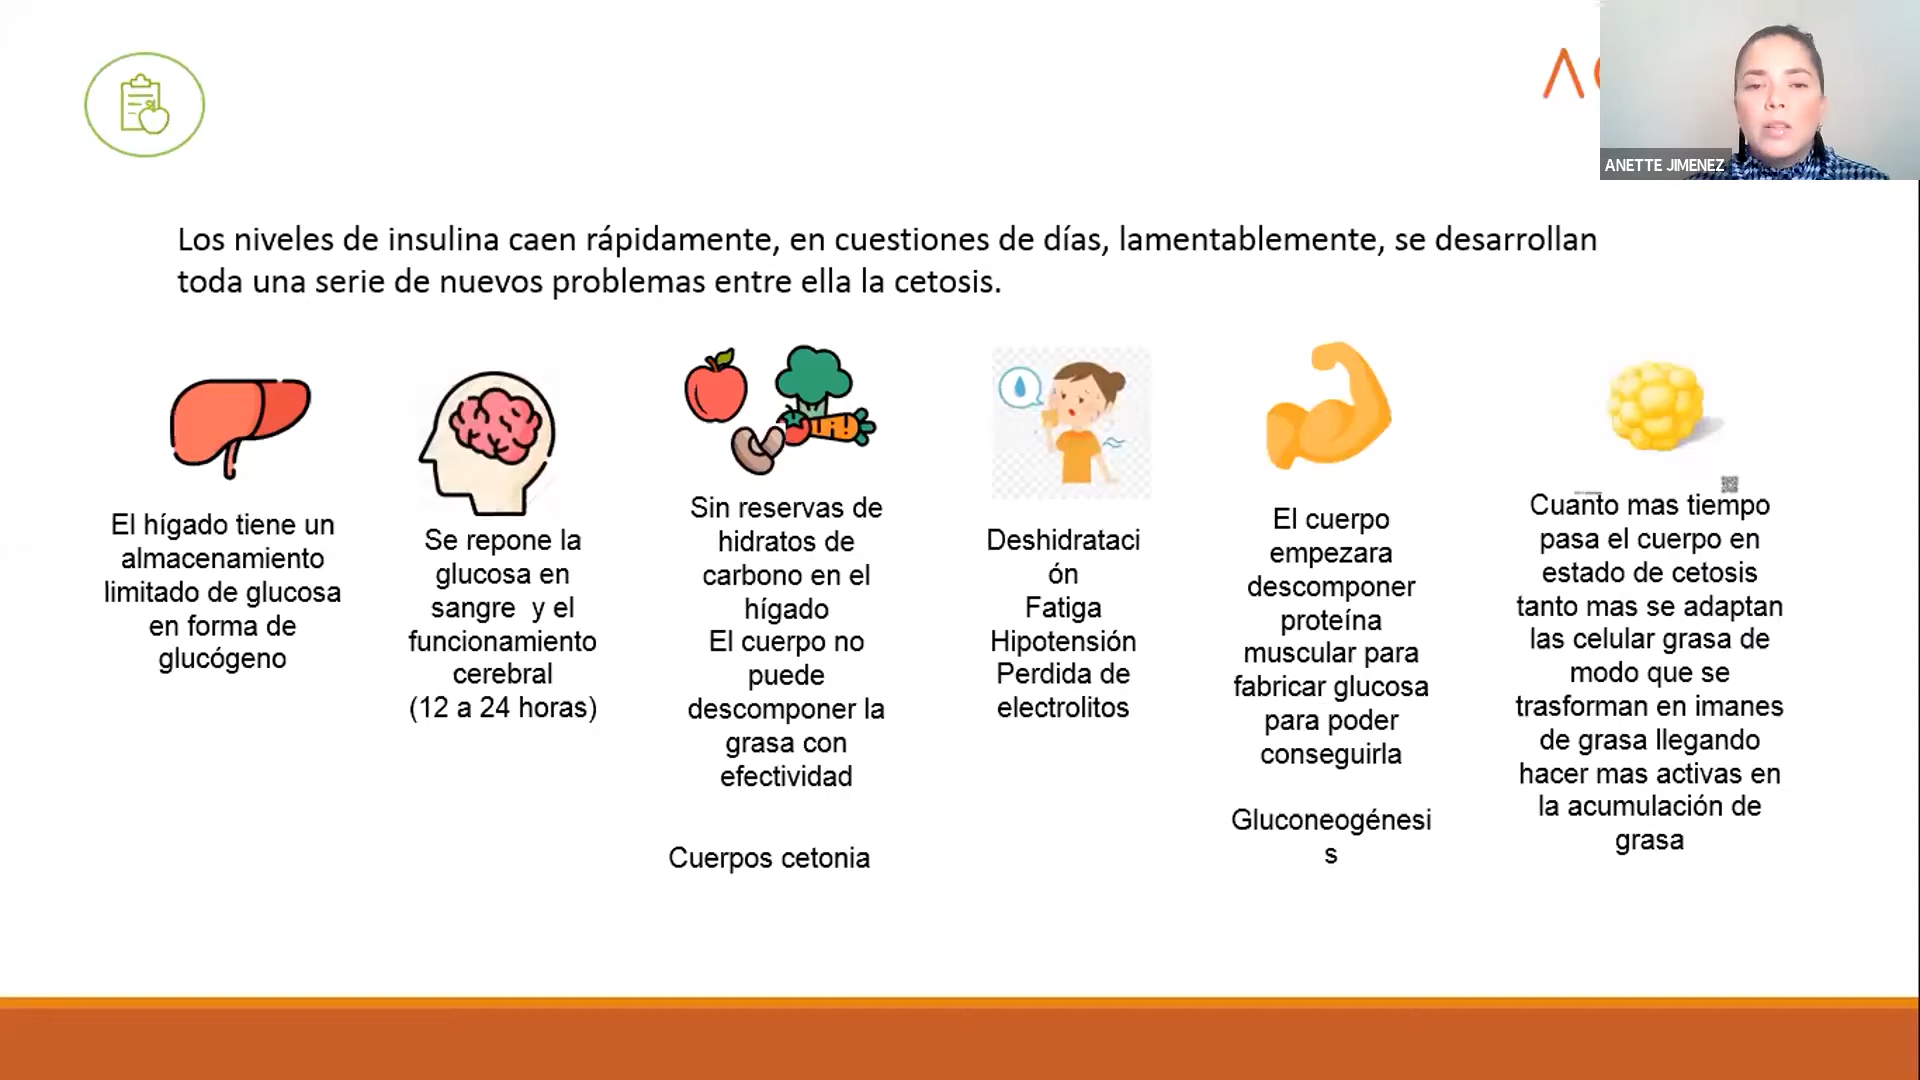 ANETTE JIMENEZ
Los niveles de insulina caen rápidamente, en cuestiones de días, lamentablemente, se desarrollan
toda una serie de nuevos problemas entre ella la cetosis.
El hígado tiene un
almacenamiento
limitado de glucosa
en forma de
glucógeno
Se repone la
glucosa en
sangre y el
funcionamiento
cerebral
(12 a 24 horas)
Sin reservas de
hidratos de
carbono en el
hígado
El cuerpo no
puede
descomponer la
grasa con
efectividad
Cuerpos cetonia
Deshidrataci
ón
Fatiga
Hipotensión
Perdida de
electrolitos
El cuerpo
empezara
descomponer
proteína
muscular para
fabricar glucosa
para poder
conseguirla
Gluconeogénesi
s
Cuanto mas tiempo
pasa el cuerpo en
estado de cetosis
tanto mas se adaptan
las celular grasa de
modo que se
trasforman en imanes
de grasa llegando
hacer mas activas en
la acumulación de
grasa